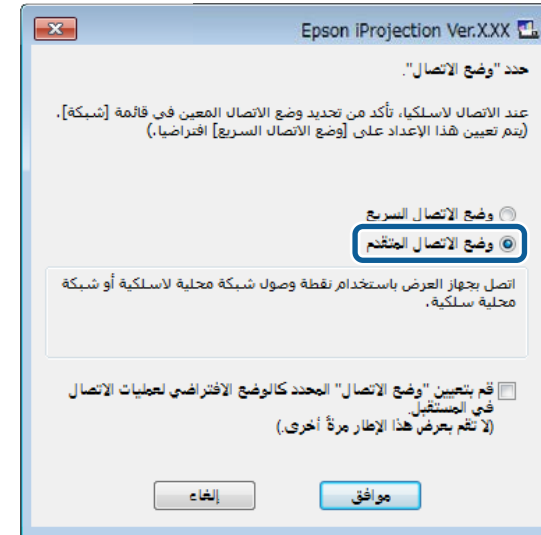 Epson iProjection Ver.X.XX
حدد "وضع الاتصال".
عند الاتصال لاسلكيا، تأكد من تحديد وضع الاتصال المعين في قائمة [شبكة].
(يتم تعيين هذا الإعداد على [وضع الاتصال السريع] افتراضيا.)
وضع الاتصال السريع
وضع الاتصال المتقدم
اتصل بجهاز العرض باستخدام نقطة وصول شبكة محلية لاسلكية أو شبكة
محلية سلكية.
قم بتعيين "وضع الاتصال" المحدد كالوضع الافتراضي لعمليات الاتصال
في المستقبل.
(لا تقم بعرض هذا الإطار مرةً أخرى.)
موافق
إلغاء